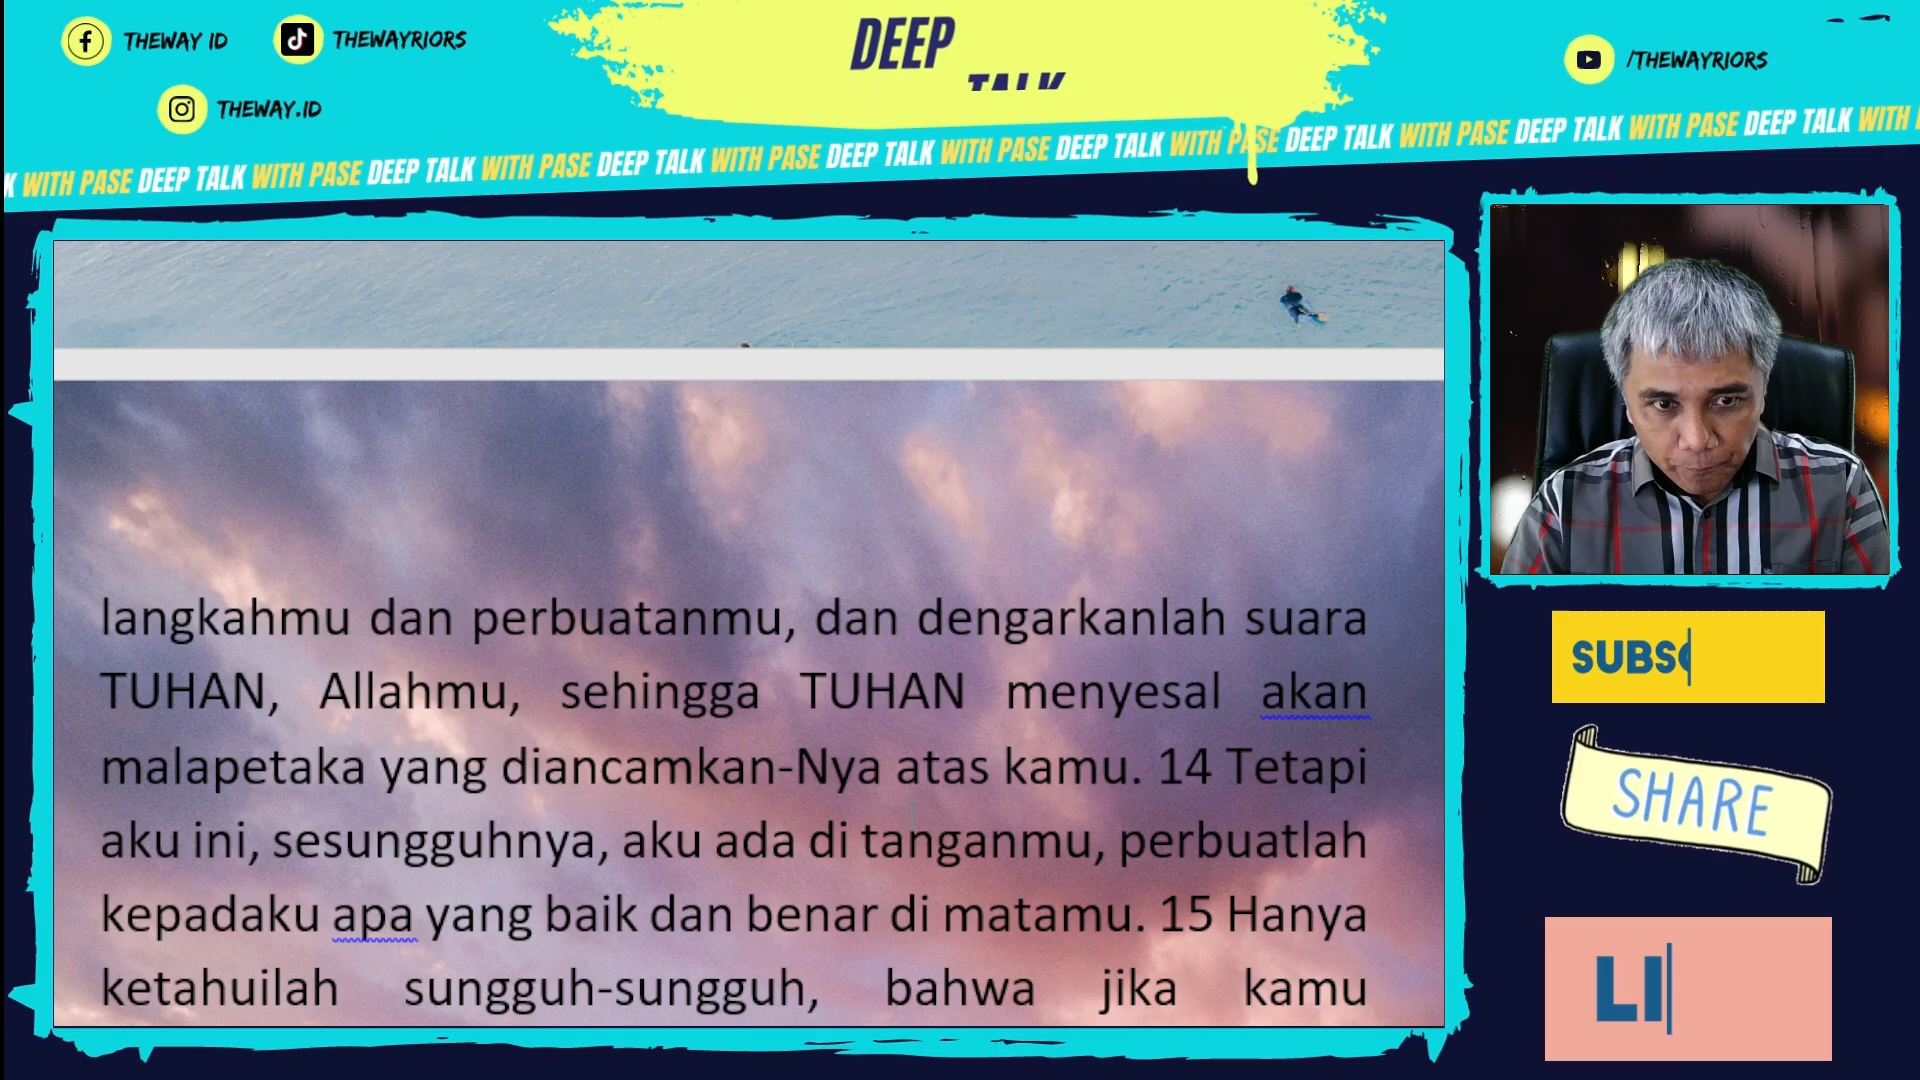 THEWAY ID
THEWAYRIORS
THEWAY.ID
DEEP
TALK
/THEWAYRIORS
K WITH PASE DEEP TALK WITH PASE DEEP TALK WITH PASE DEEP TALK WITH PASE DEEP TALK WITH PASE DEEP TALK WITH PASE DEEP TALK WITH PASE DEEP TALK WITH PASE DEEP TALK WITH
langkahmu dan perbuatanmu, dan dengarkanlah suara
TUHAN, Allahmu, sehingga TUHAN menyesal akan
malapetaka yang diancamkan-Nya atas kamu. 14 Tetapi
aku ini, sesungguhnya, aku ada di tanganmu, perbuatlah
kepadaku apa yang baik dan benar di matamu. 15 Hanya
ketahuilah sungguh-sungguh, bahwa jika kamu
SUBS
SHARE
LI